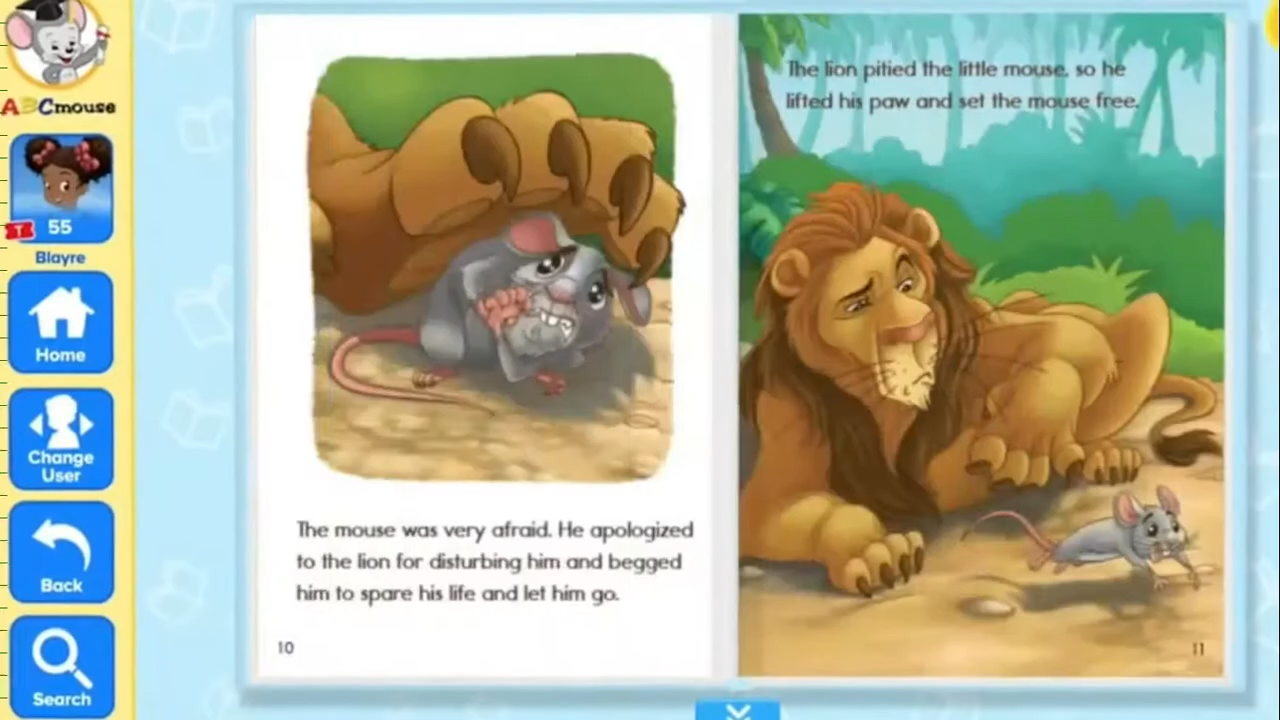 ABCmouse
T 55
Blayre
Home
Change
User
Back
Search
The mouse was very afraid. He apologized
to the lion for disturbing him and begged
him to spare his life and let him go.
10
The lion pitied the little mouse, so he
lifted his paw and set the mouse free.
11